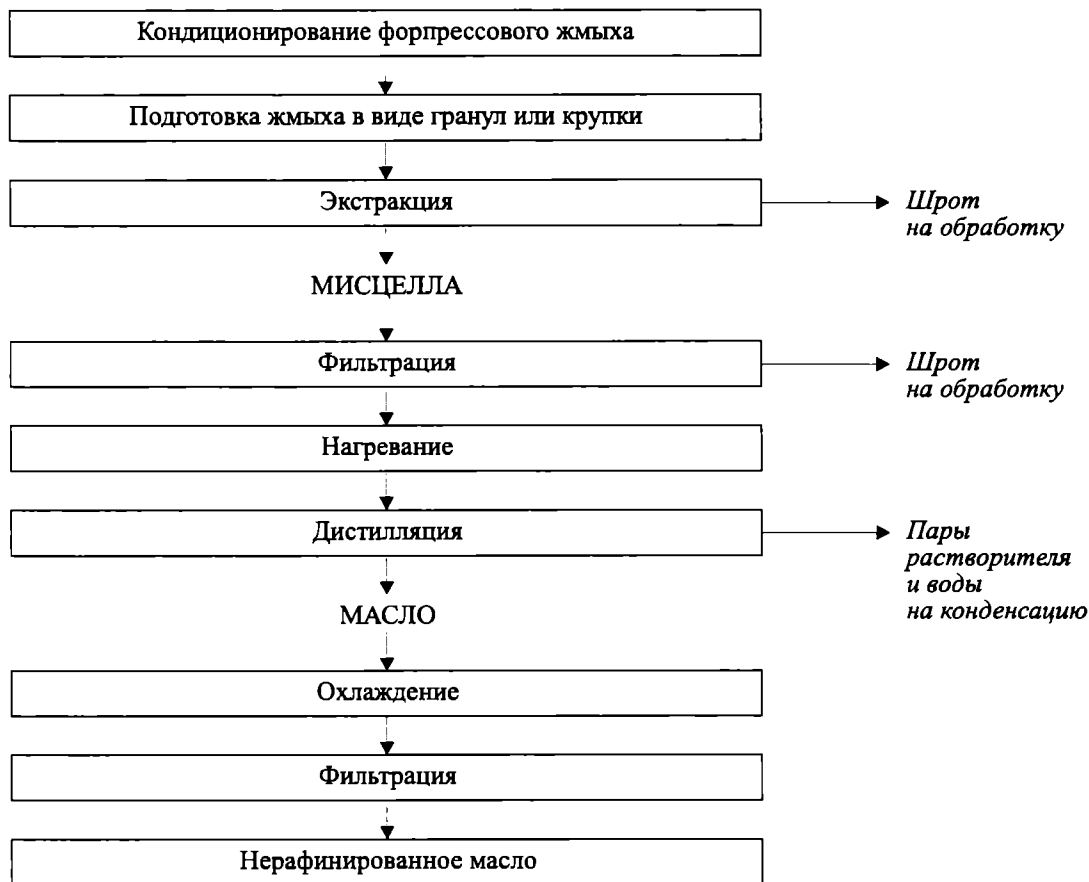 Кондиционирование форпрессового жмыха
Подготовка жмыха в виде гранул или крупки
Экстракция
Шрот
на обработку
МИСЦЕЛЛА
Фильтрация
Шрот
на обработку
Нагревание
Дистилляция
Пары
растворителя
и воды
на конденсацию
МАСЛО
Охлаждение
Фильтрация
Нерафинированное масло